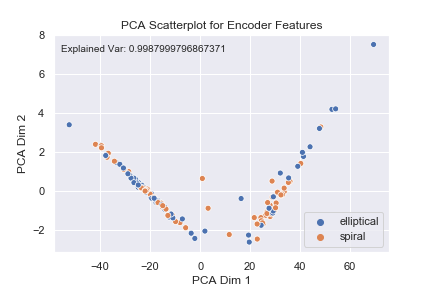 PCA Scatterplot for Encoder Features
Explained Var: 0.9987999796867371
PCA Dim 2
8
6
4
2
0
−2
elliptical
spiral
−40 −20 0 20 40 60
PCA Dim 1